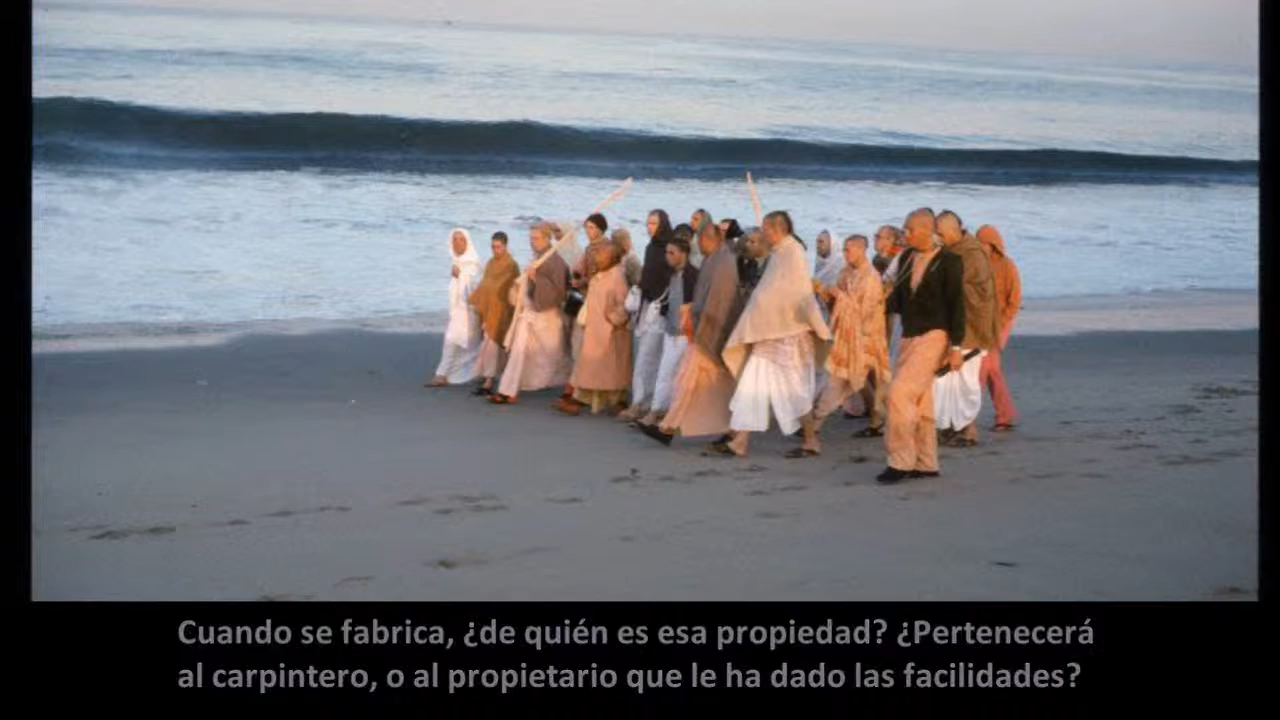 Cuando se fabrica, ¿de quién es esa propiedad? ¿Pertenecerá
al carpintero, o al propietario que le ha dado las facilidades?